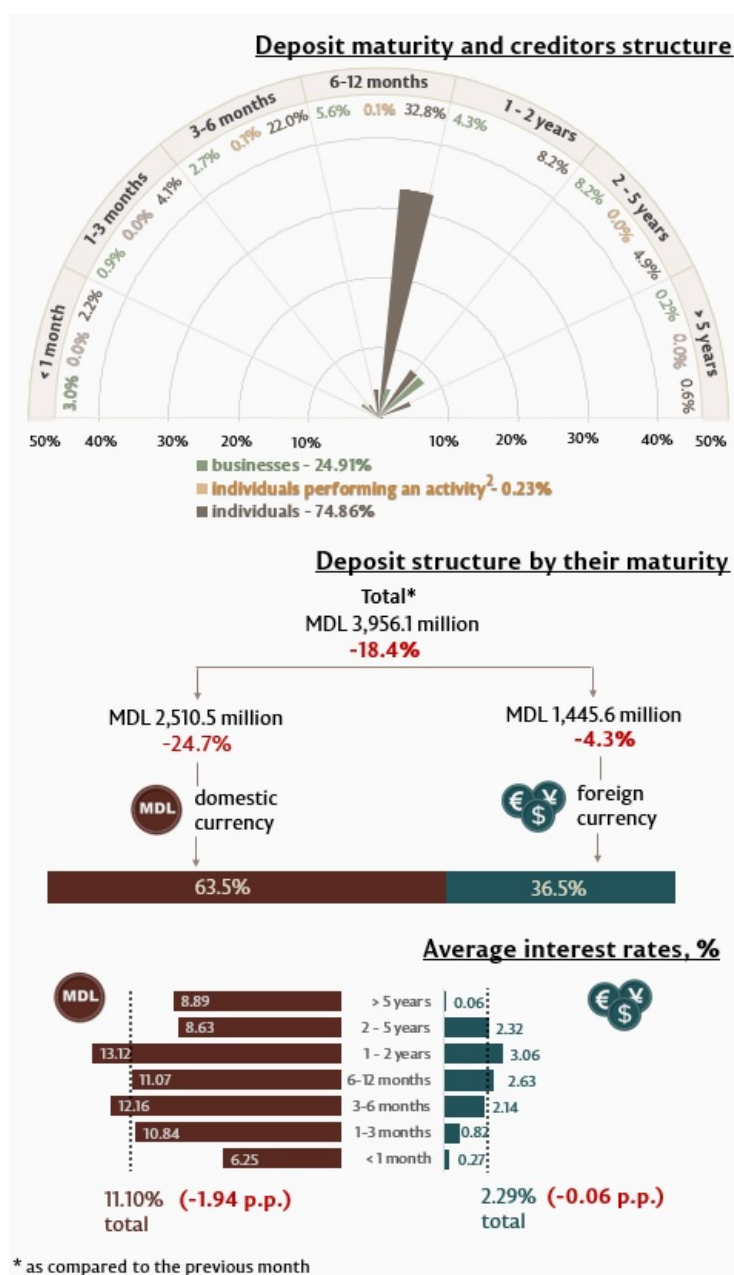 Deposit maturity and creditors structure
< 1 month
3.0% 0.0% 2.2%
1-3 months
0.9% 0.0% 4.1%
3-6 months
2.7% 0.1% 22.0%
6-12 months
5.6% 0.1% 32.8%
1 - 2 years
4.3% 8.2%
2 - 5 years
8.2% 0.0% 4.9%
> 5 years
0.2% 0.0% 0.6%
50% 40% 30% 20% 10% 10% 20% 30% 40% 50%
businesses - 24.91%
individuals performing an activity2- 0.23%
individuals - 74.86%
Deposit structure by their maturity
Total*
MDL 3,956.1 million
-18.4%
MDL 2,510.5 million
-24.7%
MDL 1,445.6 million
-4.3%
MDL
domestic
currency
€ ¥ $
foreign
currency
63.5% 36.5%
Average interest rates, %
MDL
€ ¥ $
8.89 > 5 years 0.06
8.63 2 - 5 years 2.32
13.12 1 - 2 years 3.06
11.07 6-12 months 2.63
12.16 3-6 months 2.14
10.84 1-3 months 0.82
6.25 < 1 month 0.27
11.10% (-1.94 p.p.)
total
2.29% (-0.06 p.p.)
total
* as compared to the previous month